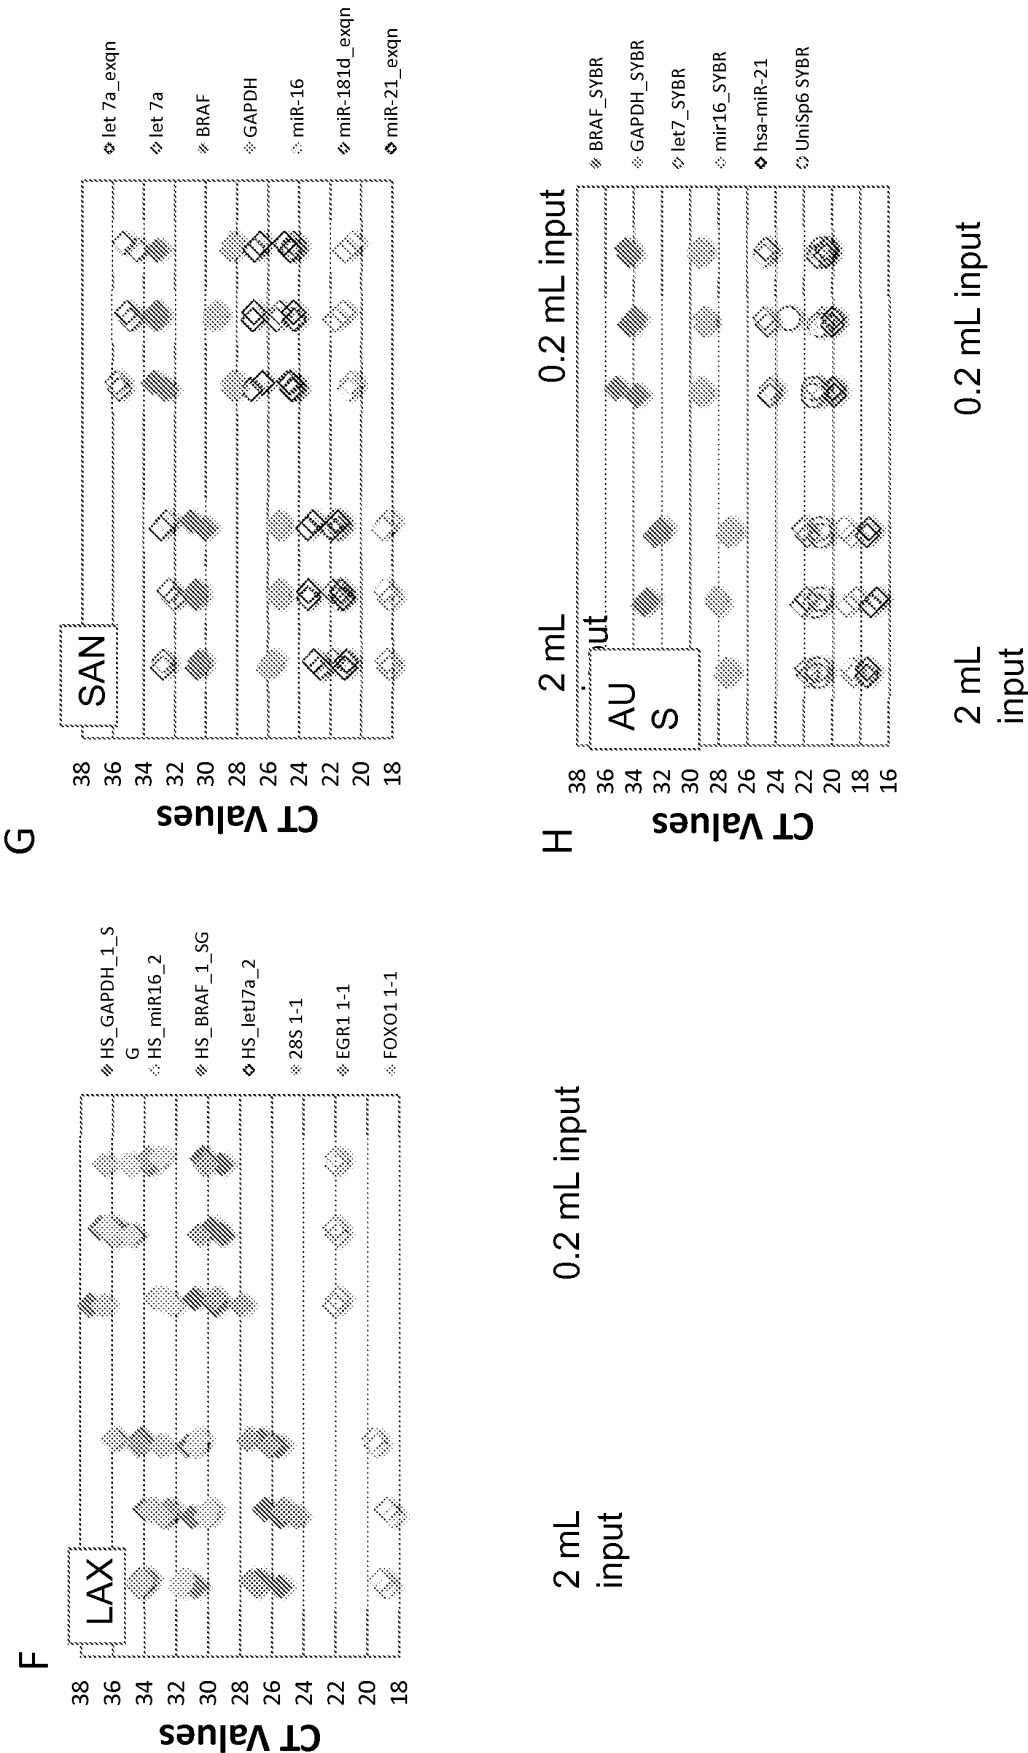 F
LAX
CT Values
38
36
34
32
30
28
26
24
22
20
18
HS_GAPDH_1_S
G
HS_miR16_2
HS_BRAF_1_SG
HS_letJ7a_2
28S 1-1
EGR1 1-1
FOXO1 1-1
2 mL
input
0.2 mL input
G
SAN
CT Values
38
36
34
32
30
28
26
24
22
20
18
let 7a_exqn
let 7a
BRAF
GAPDH
miR-16
miR-181d_exqn
miR-21_exqn
2 mL
0.2 mL input
H
AU
S
CT Values
38
36
34
32
30
28
26
24
22
20
18
16
BRAF_SYBR
GAPDH_SYBR
let7_SYBR
mir16_SYBR
hsa-miR-21
UniSp6 SYBR
2 mL
input
0.2 mL input